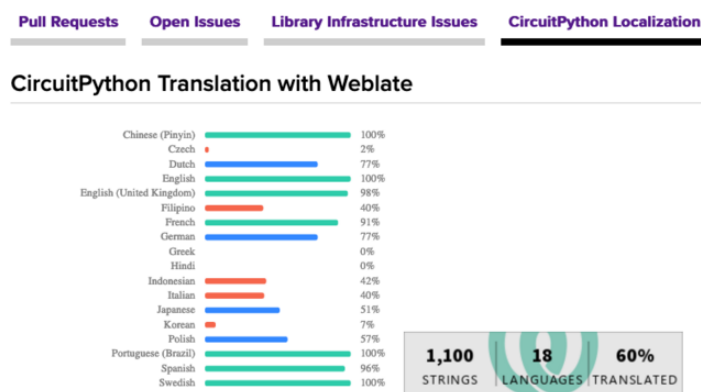 Pull Requests Open Issues Library Infrastructure Issues CircuitPython Localization
CircuitPython Translation with Weblate
Chinese (Pinyin) 100%
Czech 2%
Dutch 77%
English 100%
English (United Kingdom) 98%
Filipino 40%
French 91%
German 77%
Greek 0%
Hindi 0%
Indonesian 42%
Italian 40%
Japanese 51%
Korean 7%
Polish 57%
Portuguese (Brazil) 100%
Spanish 96%
Swedish 100%
1,100 18 60%
STRINGS LANGUAGES TRANSLATED